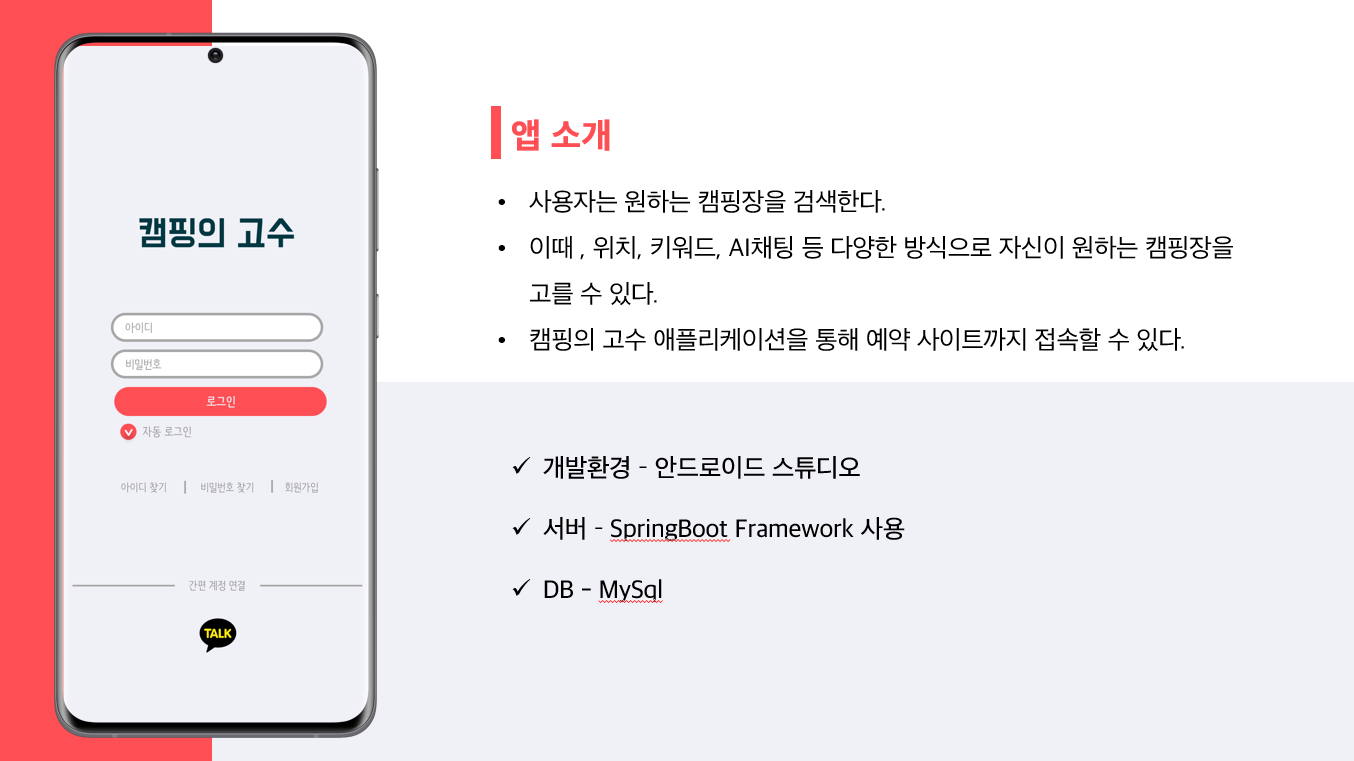 캠핑의 고수
아이디
비밀번호
로그인
자동 로그인
아이디 찾기 | 비밀번호 찾기 | 회원가입
간편 계정 연결
TALK
앱 소개
• 사용자는 원하는 캠핑장을 검색한다.
• 이때 , 위치, 키워드, AI채팅 등 다양한 방식으로 자신이 원하는 캠핑장을
고를 수 있다.
• 캠핑의 고수 애플리케이션을 통해 예약 사이트까지 접속할 수 있다.
✓ 개발환경 - 안드로이드 스튜디오
✓ 서버 - SpringBoot Framework 사용
✓ DB – MySql